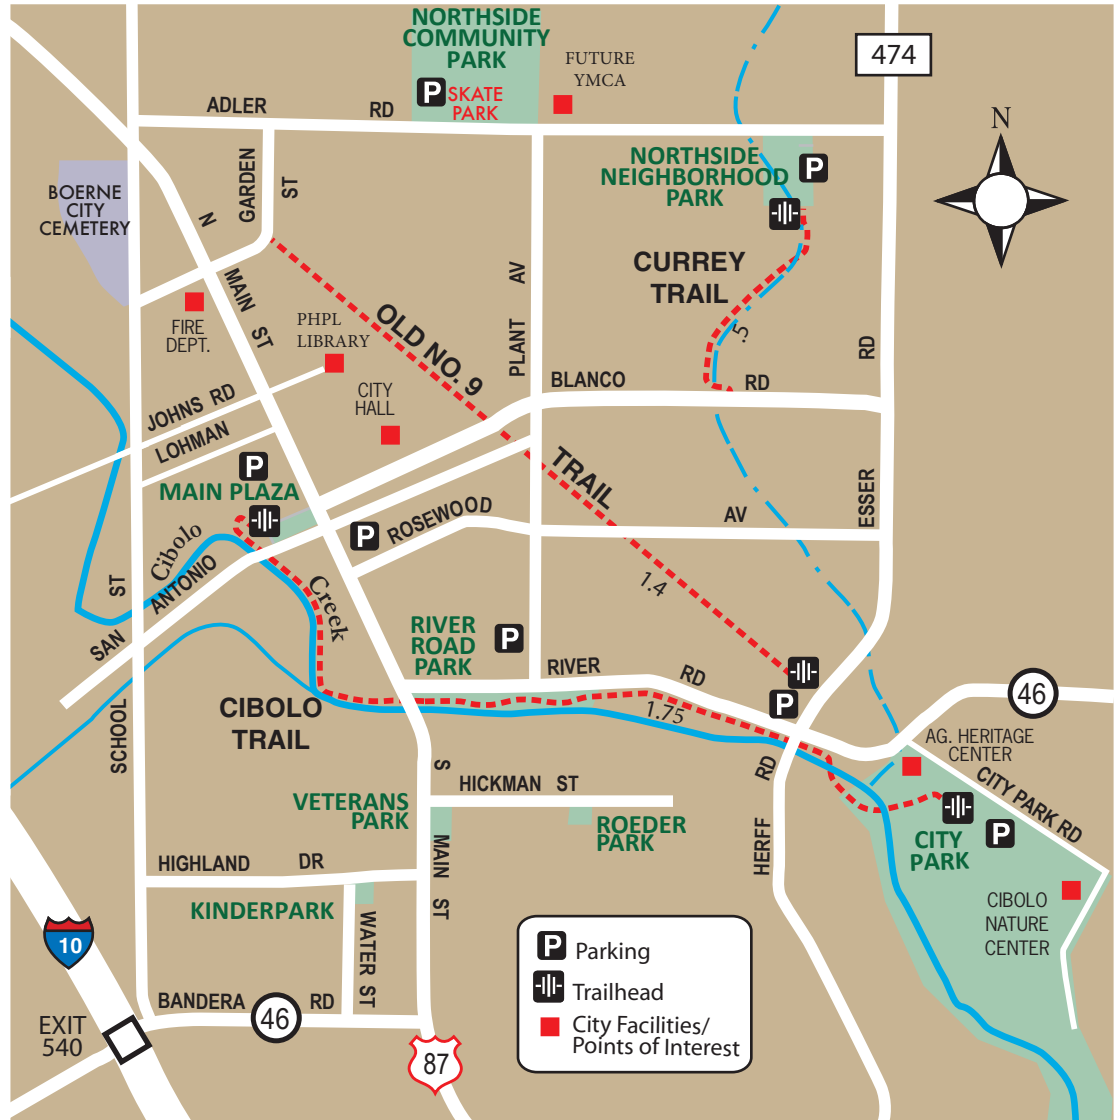 NORTHSIDE
COMMUNITY
PARK
P
SKATE
PARK
FUTURE
YMCA
474
ADLER RD
N
BOERNE
CITY
CEMETERY
GARDEN ST
NORTHSIDE
NEIGHBORHOOD
PARK
P
CURREY
TRAIL
.5
N MAIN ST
FIRE
DEPT.
PHPL
LIBRARY
OLD NO. 9
PLANT AV
BLANCO RD
ESSER RD
CITY
HALL
JOHNS RD
LOHMAN
P
MAIN PLAZA
TRAIL
P
ROSEWOOD AV
Cibolo
Creek
SAN ANTONIO
SCHOOL ST
1.4
RIVER
ROAD
PARK
P
RIVER RD
P
46
CIBOLO
TRAIL
1.75
AG. HERITAGE
CENTER
CITY PARK RD
HERFF RD
S MAIN ST
HICKMAN ST
VETERANS
PARK
ROEDER
PARK
CITY
PARK
P
HIGHLAND DR
KINDERPARK
WATER ST
CIBOLO
NATURE
CENTER
10
EXIT
540
BANDERA RD
46
87
P Parking
Trailhead
City Facilities/
Points of Interest